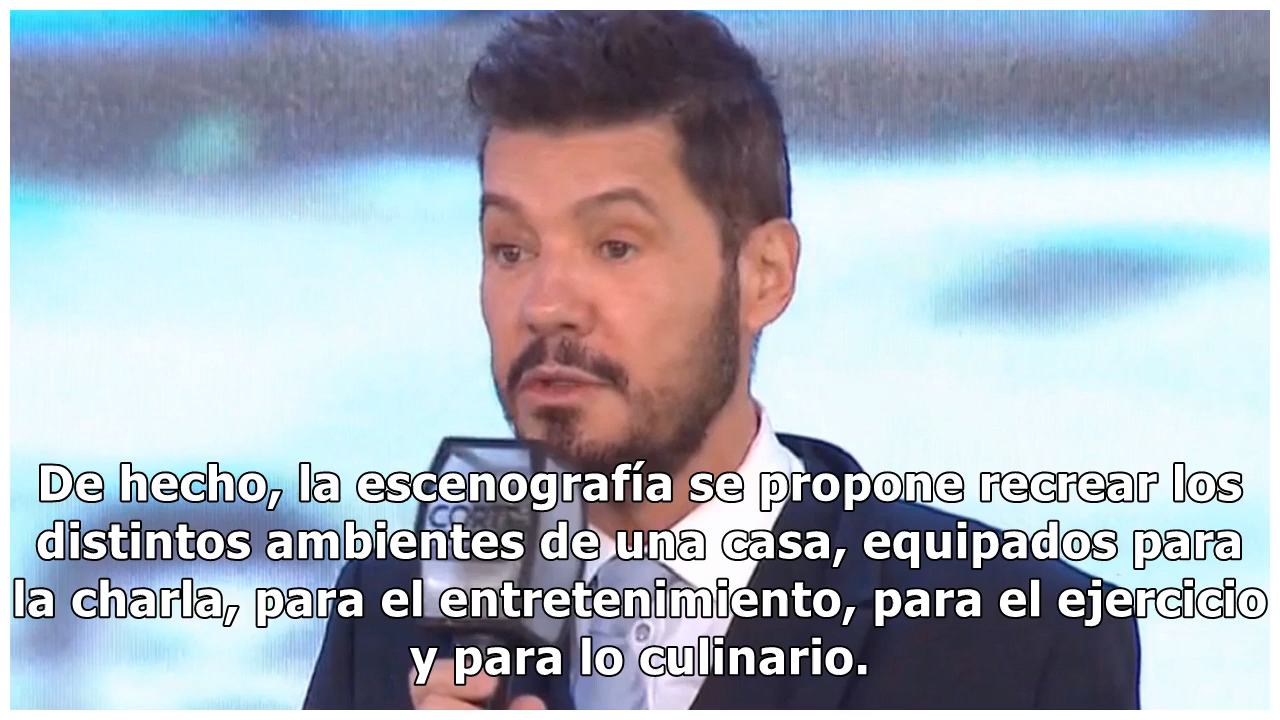 De hecho, la escenografía se propone recrear los
distintos ambientes de una casa, equipados para
la charla, para el entretenimiento, para el ejercicio
y para lo culinario.